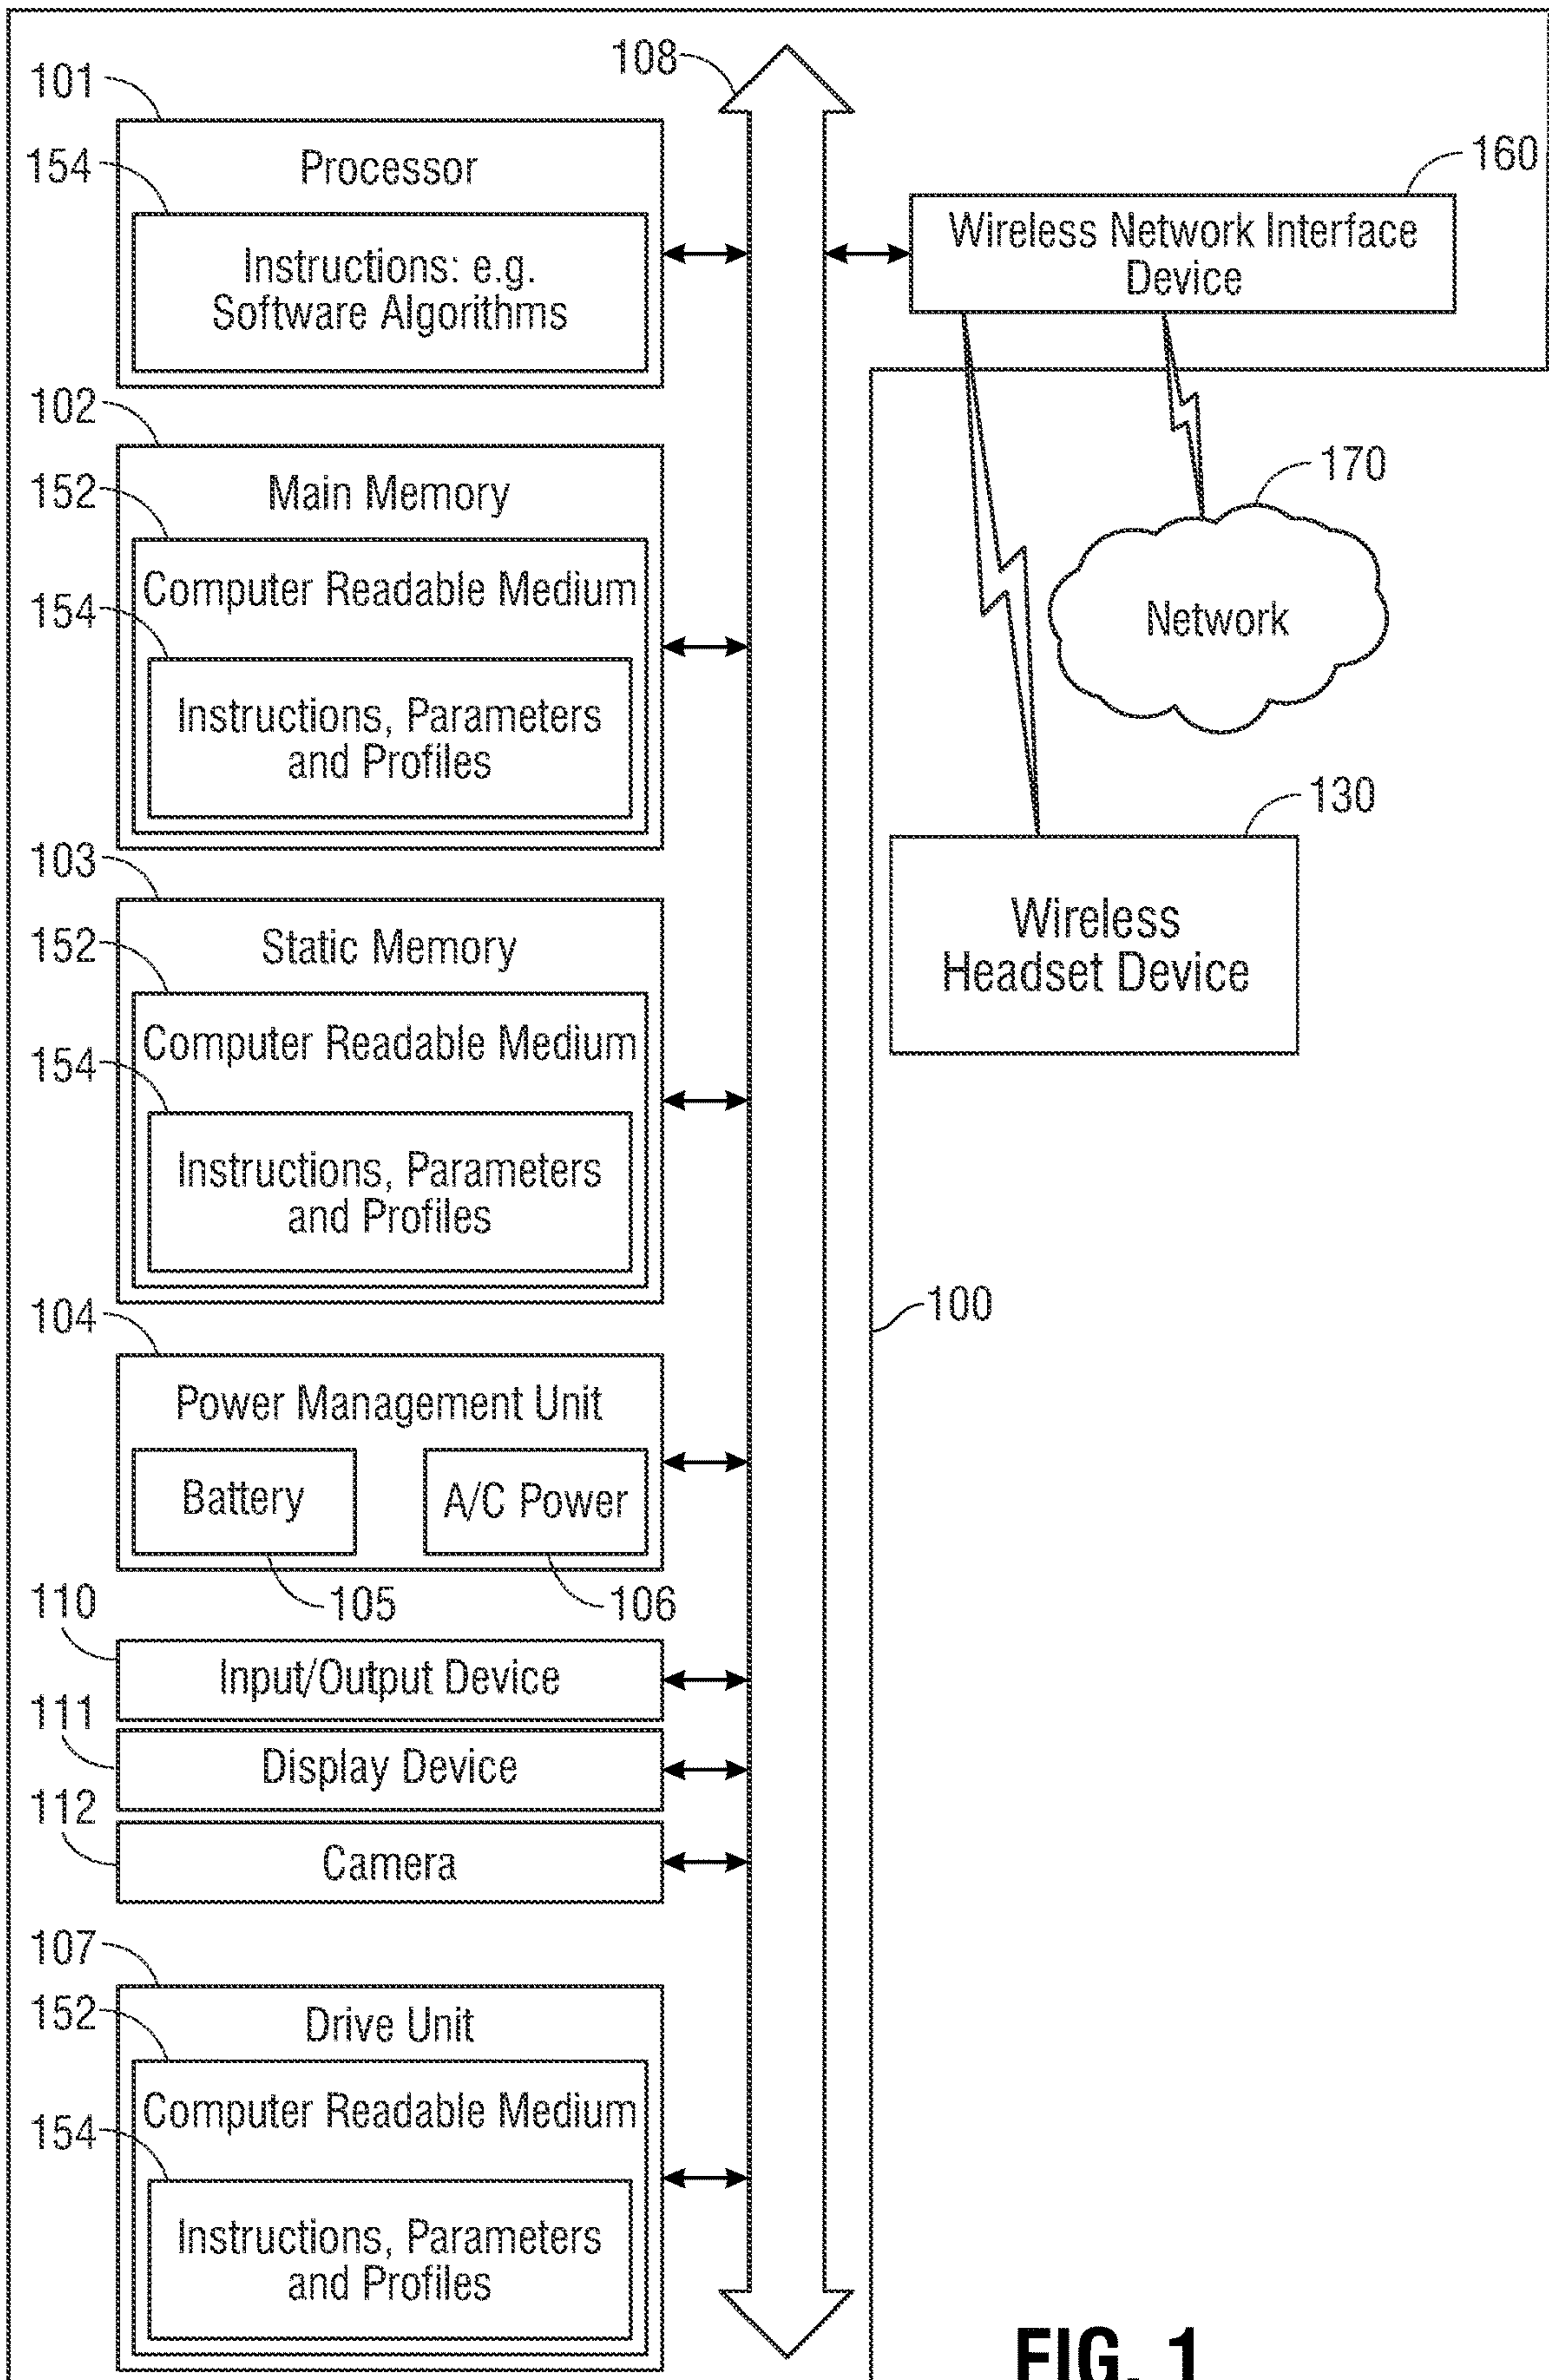 108
101
154
Processor
Instructions: e.g.
Software Algorithms
160
Wireless Network Interface
Device
102
152
Main Memory
Computer Readable Medium
154
Instructions, Parameters
and Profiles
170
Network
130
Wireless
Headset Device
103
152
Static Memory
Computer Readable Medium
154
Instructions, Parameters
and Profiles
100
104
Power Management Unit
Battery
A/C Power
105
106
110
Input/Output Device
111
Display Device
112
Camera
107
152
Drive Unit
Computer Readable Medium
154
Instructions, Parameters
and Profiles
FIG. 1